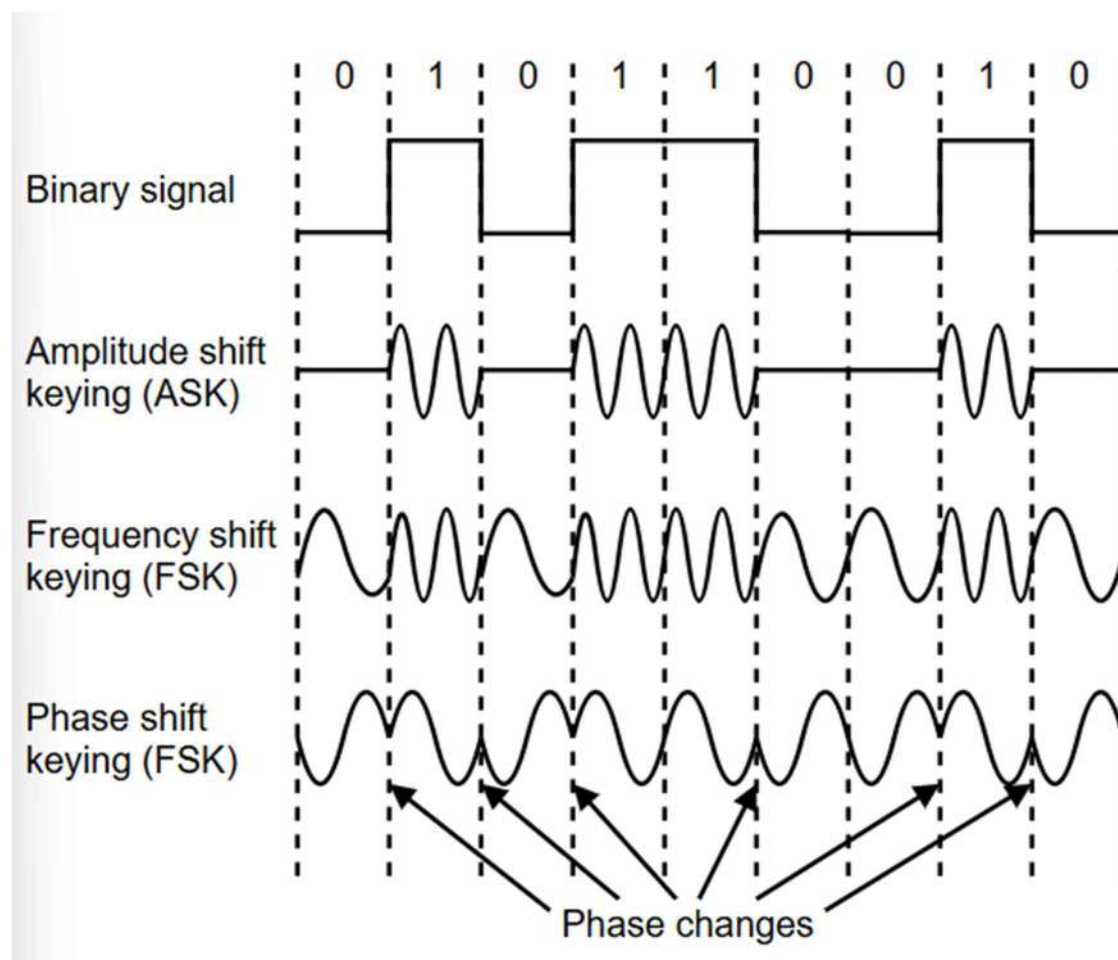 0 1 0 1 1 0 0 1 0
Binary signal
Amplitude shift
keying (ASK)
Frequency shift
keying (FSK)
Phase shift
keying (FSK)
Phase changes